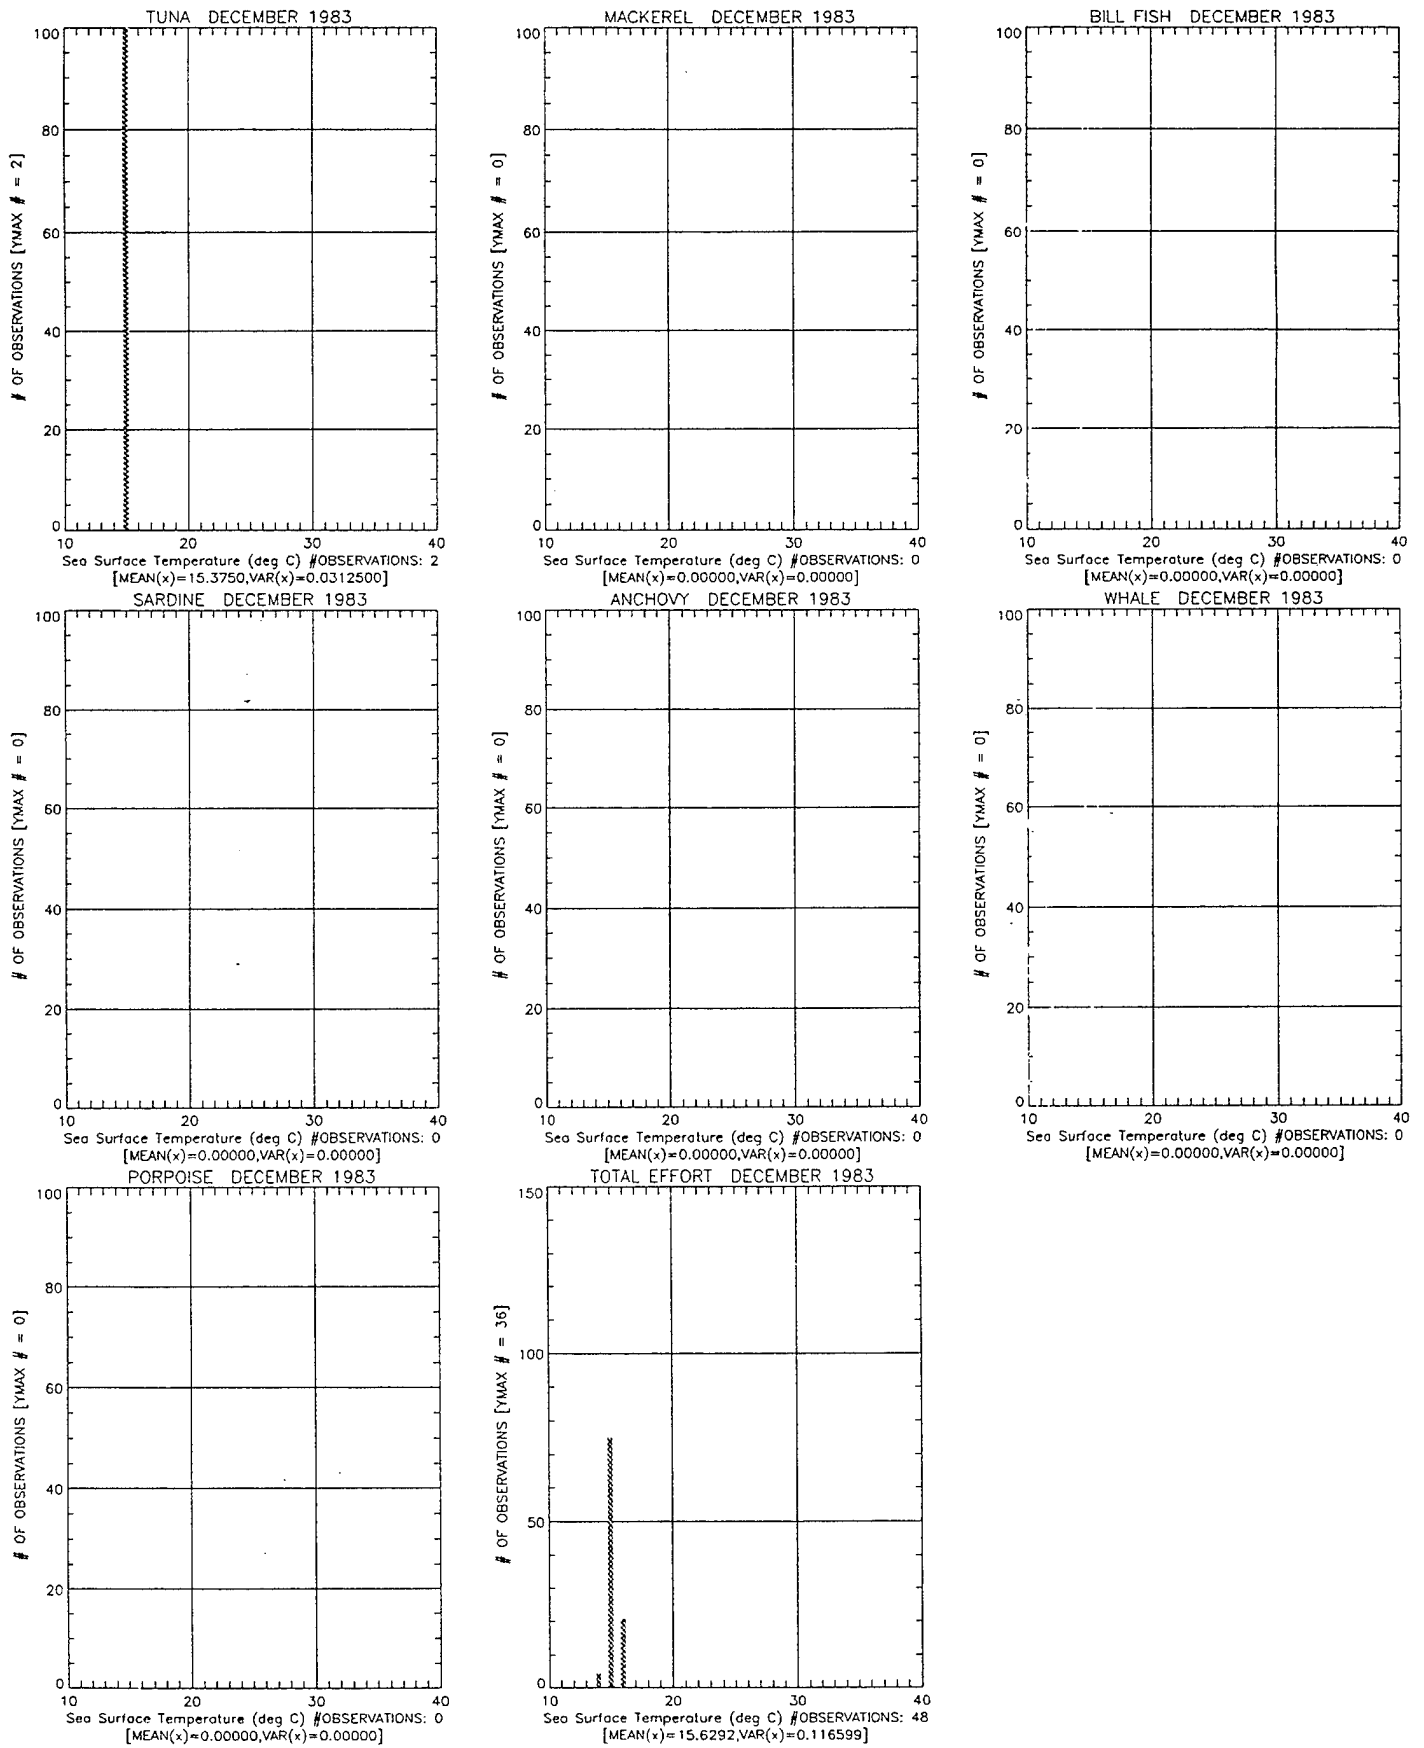 TUNA DECEMBER 1983
100
80
60
40
20
0
# OF OBSERVATIONS [YMAX # = 2]
10 20 30 40
Sea Surface Temperature (deg C) #OBSERVATIONS: 2
[MEAN(x)=15.3750,VAR(x)=0.0312500]
MACKEREL DECEMBER 1983
100
80
60
40
20
0
# OF OBSERVATIONS [YMAX # = 0]
10 20 30 40
Sea Surface Temperature (deg C) #OBSERVATIONS: 0
[MEAN(x)=0.00000,VAR(x)=0.00000]
BILL FISH DECEMBER 1983
100
80
60
40
20
0
# OF OBSERVATIONS [YMAX # = 0]
10 20 30 40
Sea Surface Temperature (deg C) #OBSERVATIONS: 0
[MEAN(x)=0.00000,VAR(x)=0.00000]
SARDINE DECEMBER 1983
100
80
60
40
20
0
# OF OBSERVATIONS [YMAX # = 0]
10 20 30 40
Sea Surface Temperature (deg C) #OBSERVATIONS: 0
[MEAN(x)=0.00000,VAR(x)=0.00000]
ANCHOVY DECEMBER 1983
100
80
60
40
20
0
# OF OBSERVATIONS [YMAX # = 0]
10 20 30 40
Sea Surface Temperature (deg C) #OBSERVATIONS: 0
[MEAN(x)=0.00000,VAR(x)=0.00000]
WHALE DECEMBER 1983
100
80
60
40
20
0
# OF OBSERVATIONS [YMAX # = 0]
10 20 30 40
Sea Surface Temperature (deg C) #OBSERVATIONS: 0
[MEAN(x)=0.00000,VAR(x)=0.00000]
PORPOISE DECEMBER 1983
100
80
60
40
20
0
# OF OBSERVATIONS [YMAX # = 0]
10 20 30 40
Sea Surface Temperature (deg C) #OBSERVATIONS: 0
[MEAN(x)=0.00000,VAR(x)=0.00000]
TOTAL EFFORT DECEMBER 1983
150
100
50
0
# OF OBSERVATIONS [YMAX # = 36]
10 20 30 40
Sea Surface Temperature (deg C) #OBSERVATIONS: 48
[MEAN(x)=15.6292,VAR(x)=0.116599]